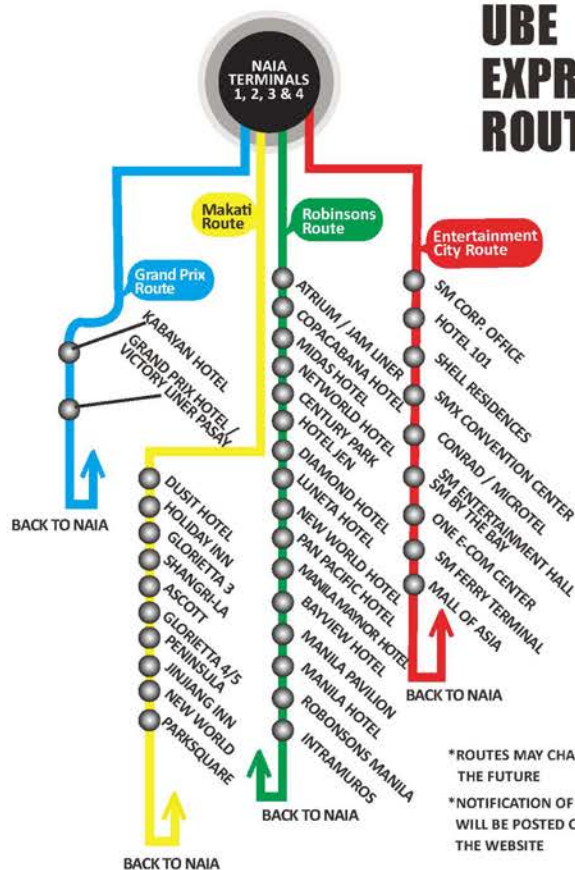 UBE
EXPR
ROUT
NAIA
TERMINALS
1, 2, 3 & 4
Makati
Route
Robinsons
Route
Entertainment
City Route
Grand Prix
Route
KABAYAN HOTEL
GRAND PRIX HOTEL /
VICTORY LINER PASAY
BACK TO NAIA
DUSIT HOTEL
HOLIDAY INN
GLORIETTA 3
SHANGRI-LA
ASCOTT
GLORIETTA 4/5
PENINSULA
JINJIANG INN
NEW WORLD
PARKSQUARE
BACK TO NAIA
ATRIUM / JAM LINER
COPACABANA HOTEL
MIDAS HOTEL
NETWORLD HOTEL
CENTURY PARK
HOTEL JEN
DIAMOND HOTEL
LUNETA HOTEL
NEW WORLD HOTEL
PAN PACIFIC HOTEL
MANILA MAYNOR HOTEL
BAYVIEW HOTEL
MANILA PAVILION
MANILA HOTEL
ROBONSONS MANILA
INTRAMUROS
BACK TO NAIA
SM CORP. OFFICE
HOTEL 101
SHELL RESIDENCES
SMX CONVENTION CENTER
CONRAD / MICROTEL
SM ENTERTAINMENT HALL
SM BY THE BAY
ONE E-COM CENTER
SM FERRY TERMINAL
MALL OF ASIA
BACK TO NAIA
*ROUTES MAY CHA
THE FUTURE
*NOTIFICATION OF
WILL BE POSTED O
THE WEBSITE